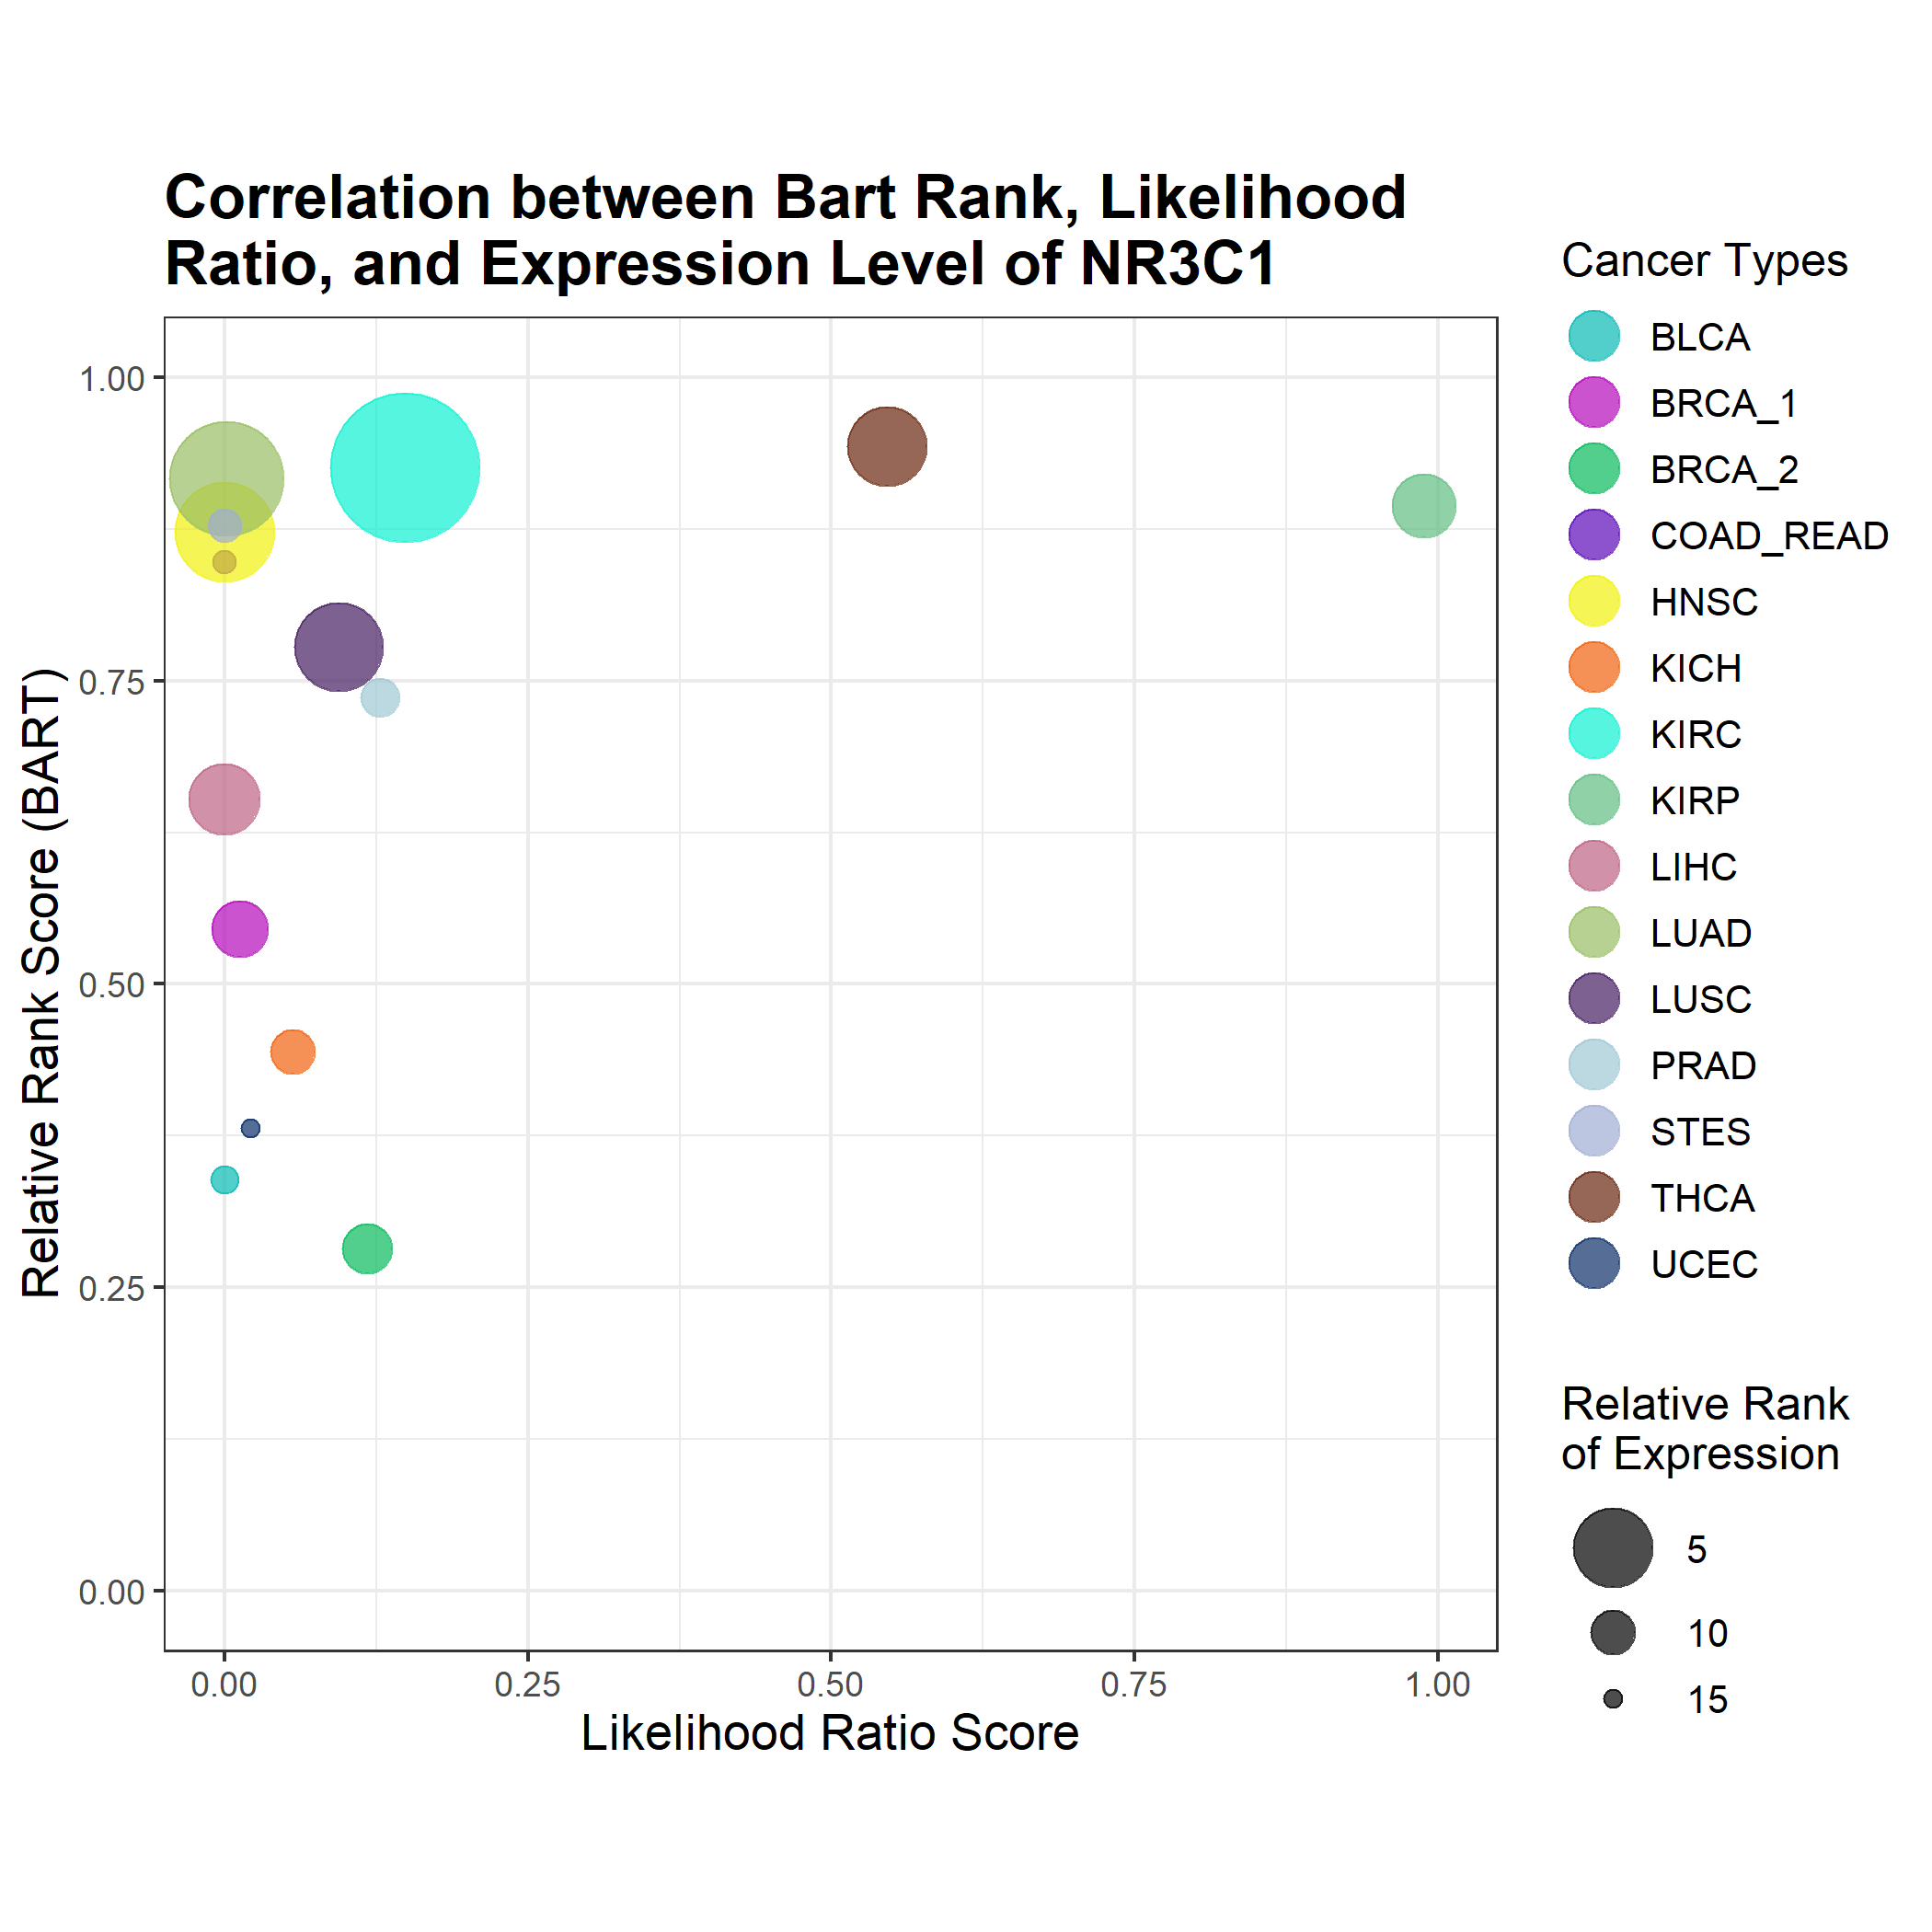 Correlation between Bart Rank, Likelihood
Ratio, and Expression Level of NR3C1
Relative Rank Score (BART)
1.00
0.75
0.50
0.25
0.00
0.00 0.25 0.50 0.75 1.00
Likelihood Ratio Score
Cancer Types
BLCA
BRCA_1
BRCA_2
COAD_READ
HNSC
KICH
KIRC
KIRP
LIHC
LUAD
LUSC
PRAD
STES
THCA
UCEC
Relative Rank
of Expression
5
10
15